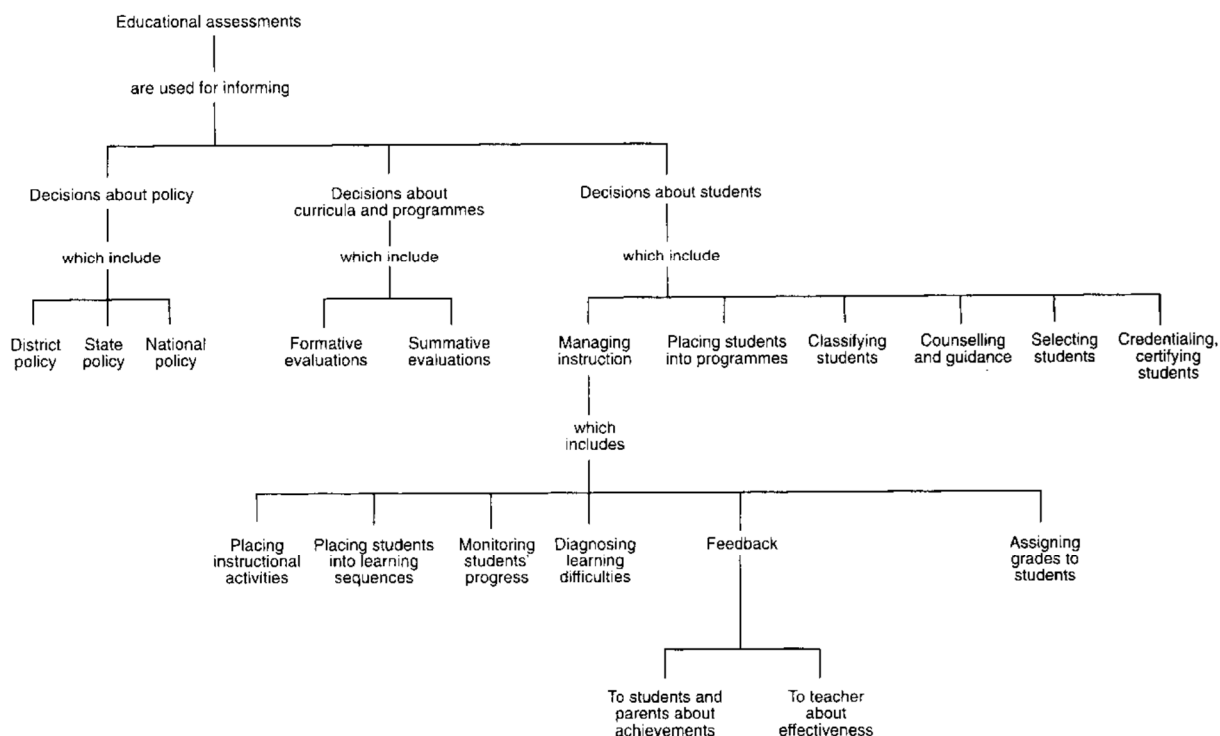 Educational assessments
are used for informing
Decisions about policy
Decisions about
curricula and programmes
Decisions about students
which include
which include
which include
District
policy
State
policy
National
policy
Formative
evaluations
Summative
evaluations
Managing
instruction
Placing students
into programmes
Classifying
students
Counselling
and guidance
Selecting
students
Credentialing,
certifying
students
which
includes
Placing
instructional
activities
Placing students
into learning
sequences
Monitoring
students'
progress
Diagnosing
learning
difficulties
Feedback
Assigning
grades to
students
To students and
parents about
achievements
To teacher
about
effectiveness